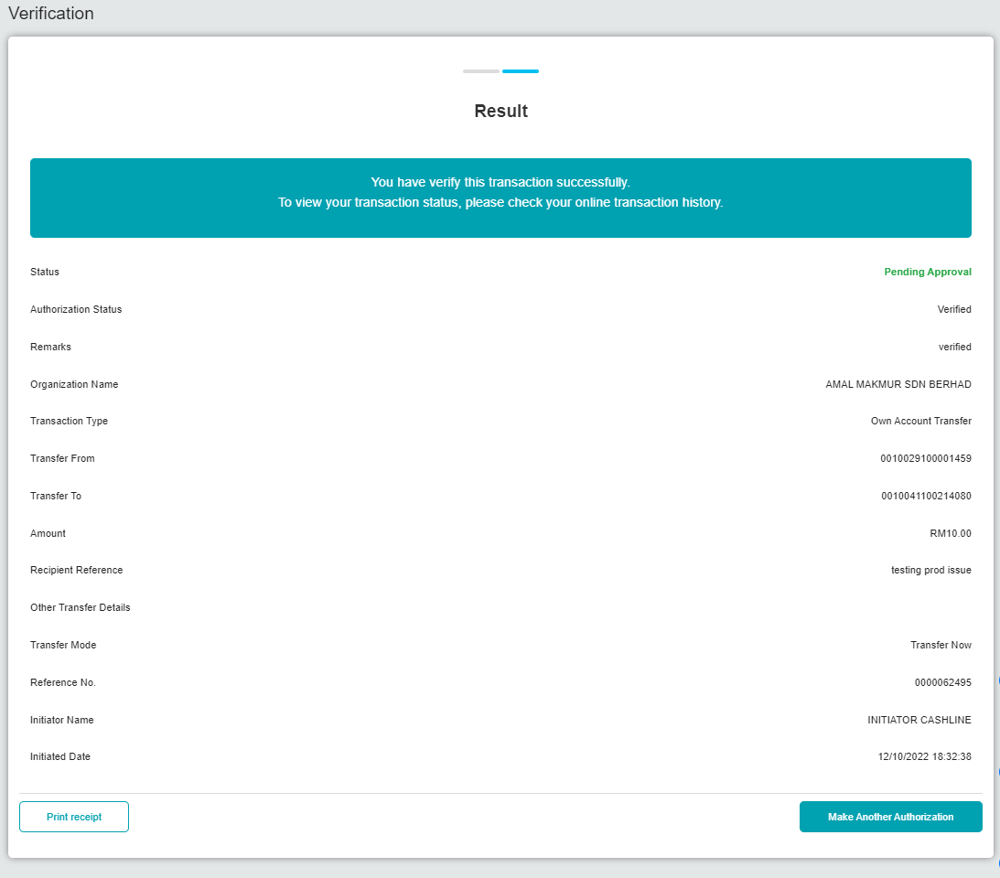 Verification
Result
You have verify this transaction successfully.
To view your transaction status, please check your online transaction history.
Status Pending Approval
Authorization Status Verified
Remarks verified
Organization Name AMAL MAKMUR SDN BERHAD
Transaction Type Own Account Transfer
Transfer From 0010029100001459
Transfer To 0010041100214080
Amount RM10.00
Recipient Reference testing prod issue
Other Transfer Details
Transfer Mode Transfer Now
Reference No. 0000062495
Initiator Name INITIATOR CASHLINE
Initiated Date 12/10/2022 18:32:38
Print receipt Make Another Authorization